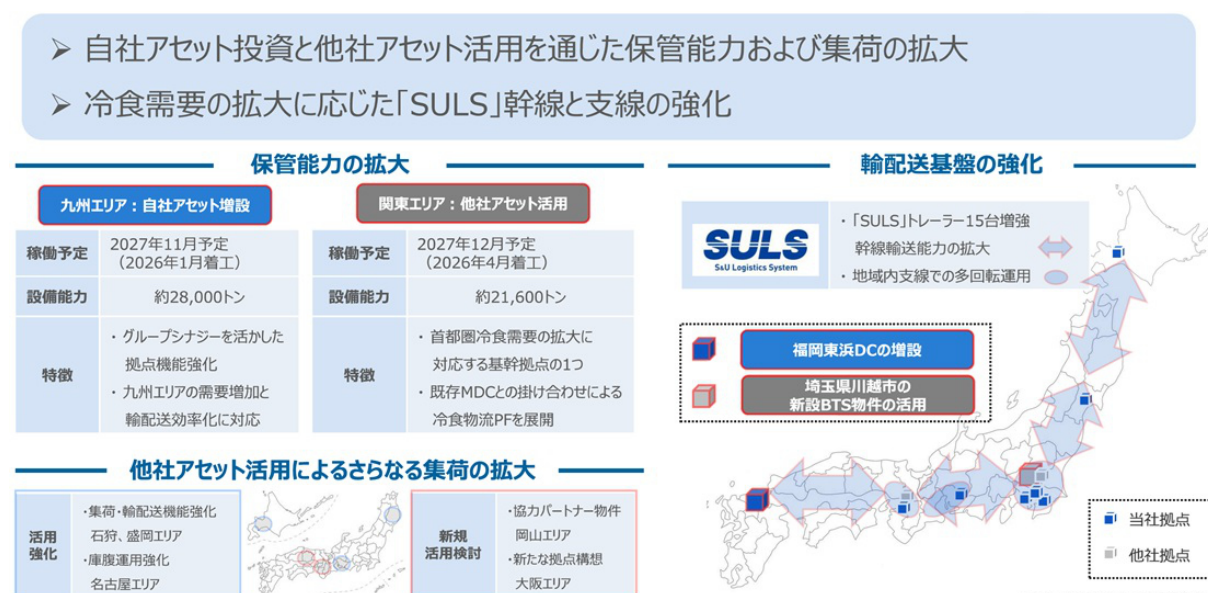 ➢ 自社アセット投資と他社アセット活用を通じた保管能力および集荷の拡大
➢ 冷食需要の拡大に応じた「SULS」幹線と支線の強化
保管能力の拡大
九州エリア：自社アセット増設
稼働予定
2027年11月予定
（2026年1月着工）
設備能力
約28,000トン
特徴
・グループシナジーを活かした
拠点機能強化
・九州エリアの需要増加と
輸配送効率化に対応
関東エリア：他社アセット活用
稼働予定
2027年12月予定
（2026年4月着工）
設備能力
約21,600トン
特徴
・首都圏冷食需要の拡大に
対応する基幹拠点の1つ
・既存MDCとの掛け合わせによる
冷食物流PFを展開
他社アセット活用によるさらなる集荷の拡大
活用
強化
・集荷・輸配送機能強化
石狩、盛岡エリア
・庫腹運用強化
名古屋エリア
新規
活用検討
・協力パートナー物件
岡山エリア
・新たな拠点構想
大阪エリア
輸配送基盤の強化
SULS
S&U Logistics System
・「SULS」トレーラー15台増強
幹線輸送能力の拡大
・地域内支線での多回転運用
福岡東浜DCの増設
埼玉県川越市の
新設BTS物件の活用
当社拠点
他社拠点